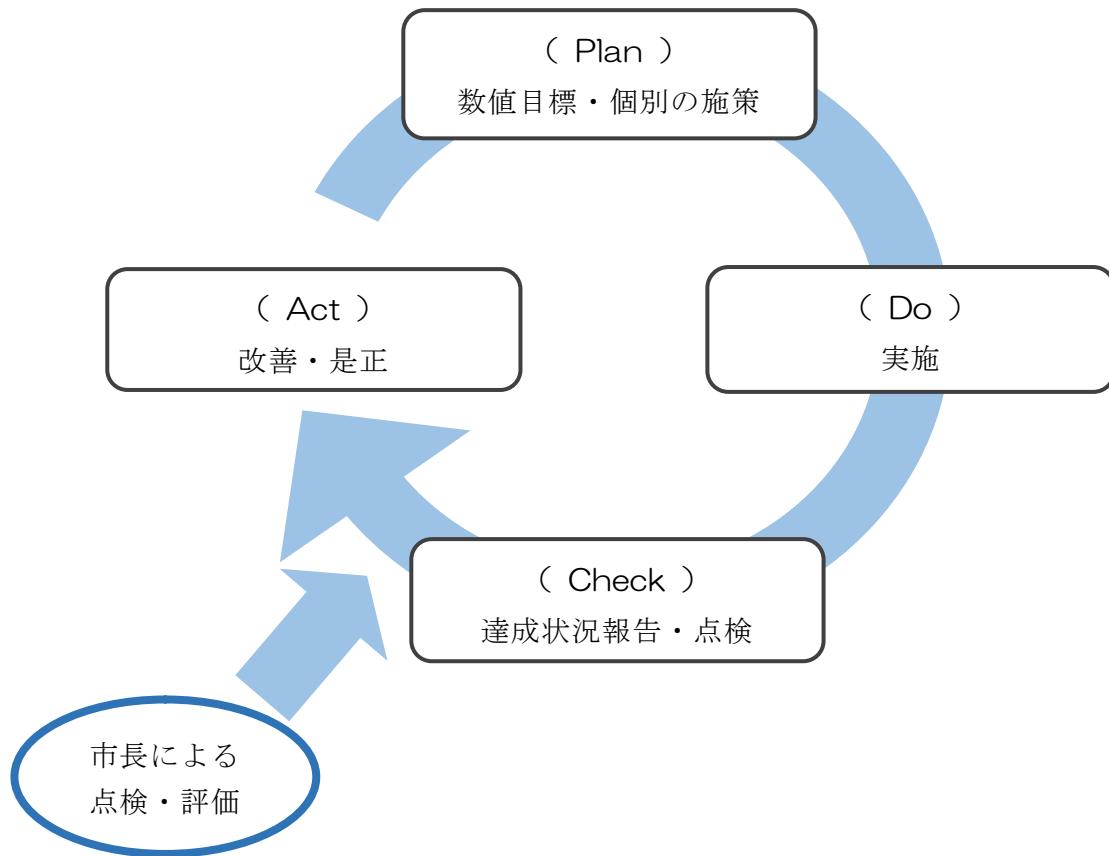 （ Plan ）
数値目標・個別の施策
（ Act ）
改善・是正
（ Do ）
実施
（ Check ）
達成状況報告・点検
市長による
点検・評価